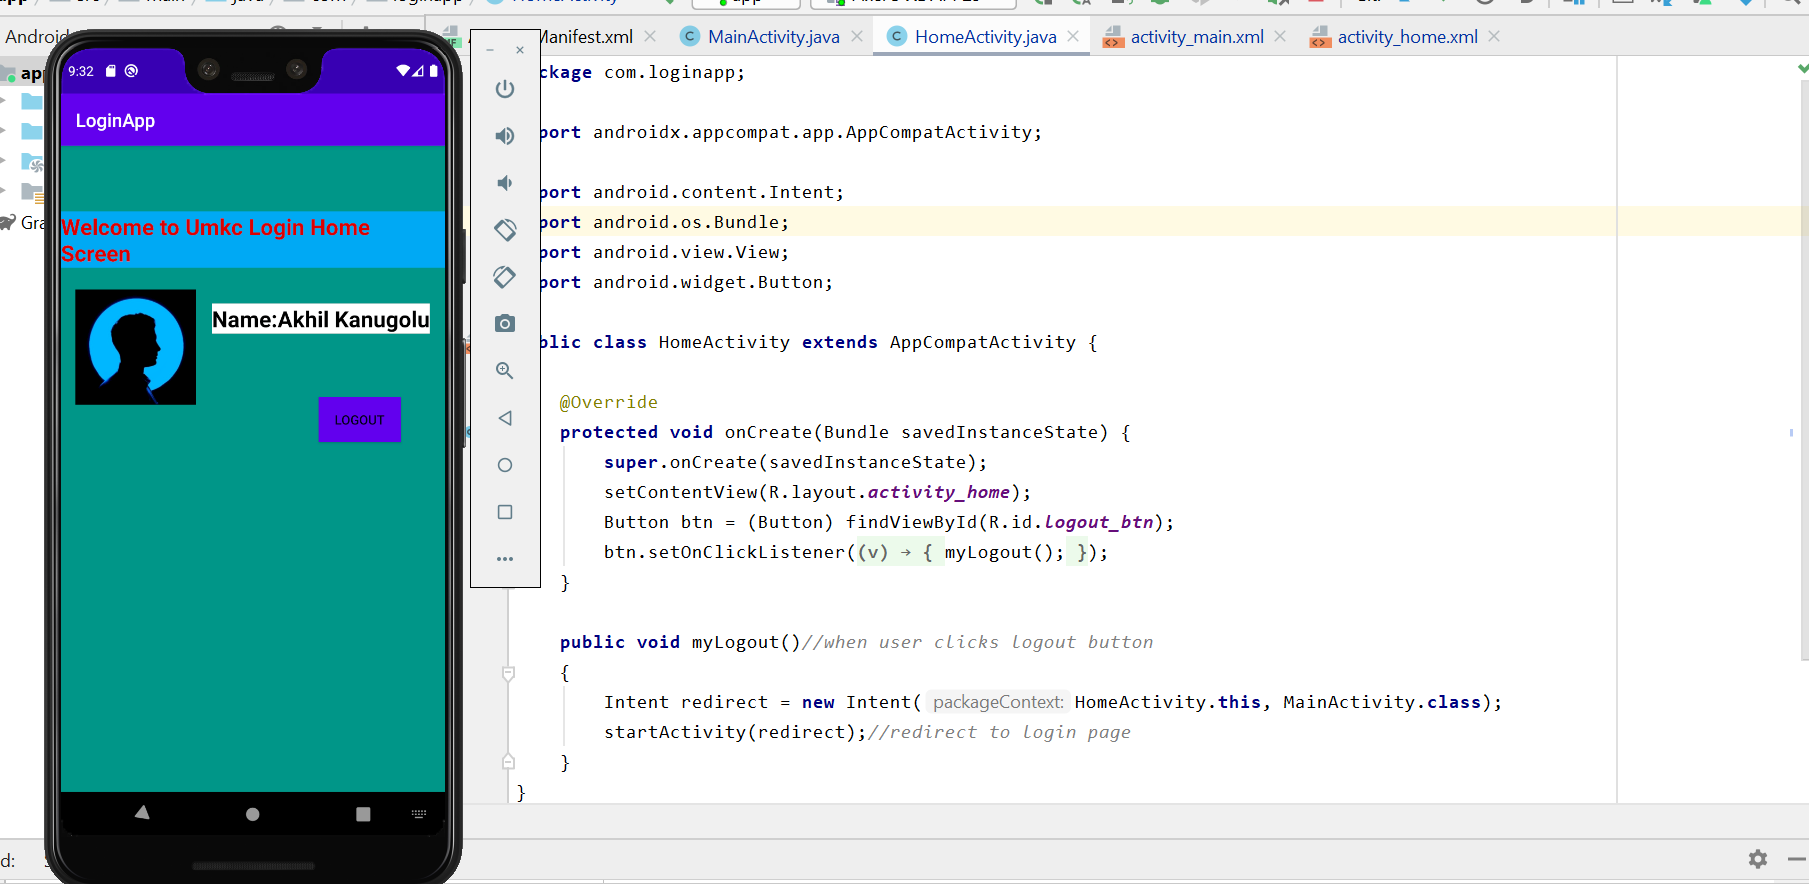 Manifest.xml
MainActivity.java
HomeActivity.java
activity_main.xml
activity_home.xml
9:32
LoginApp
Welcome to Umkc Login Home
Screen
Name:Akhil Kanugolu
LOGOUT
ckage com.loginapp;
port androidx.appcompat.app.AppCompatActivity;
port android.content.Intent;
port android.os.Bundle;
port android.view.View;
port android.widget.Button;
blic class HomeActivity extends AppCompatActivity {
@Override
protected void onCreate(Bundle savedInstanceState) {
super.onCreate(savedInstanceState);
setContentView(R.layout.activity_home);
Button btn = (Button) findViewById(R.id.logout_btn);
btn.setOnClickListener((v) → { myLogout(); });
}
public void myLogout()//when user clicks logout button
{
Intent redirect = new Intent( packageContext: HomeActivity.this, MainActivity.class);
startActivity(redirect);//redirect to login page
}
}